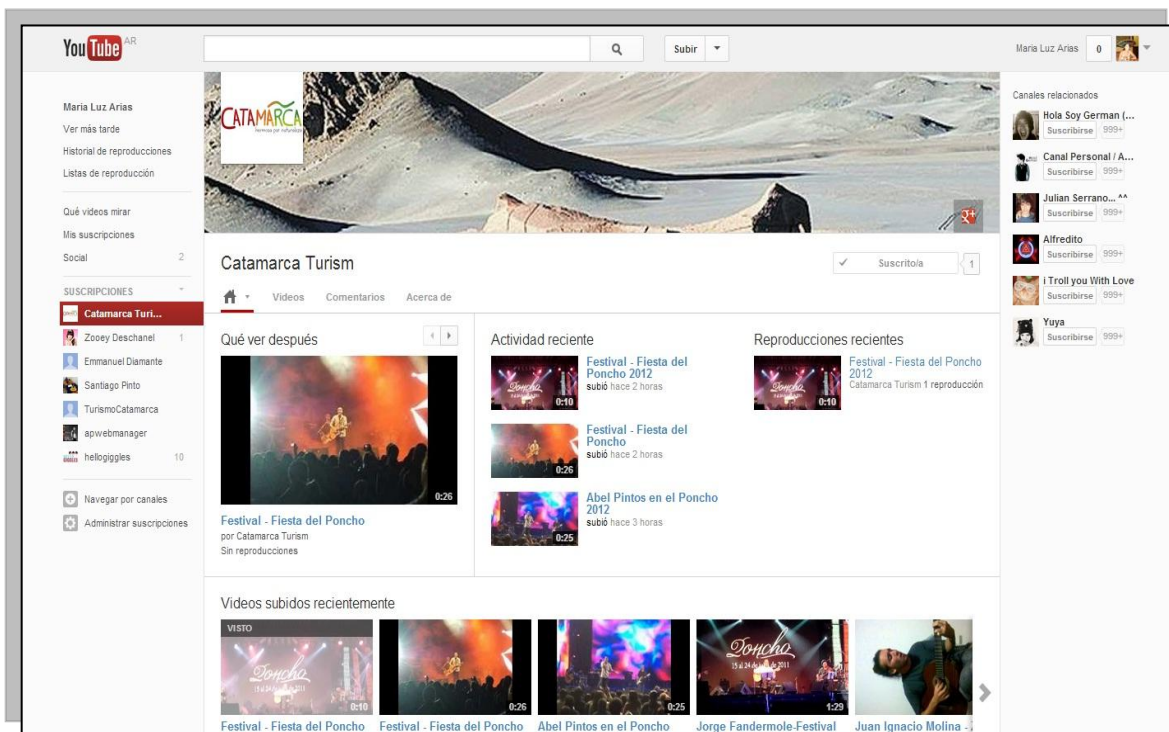 YouTube AR
Subir
Maria Luz Arias 0
Maria Luz Arias
Ver más tarde
Historial de reproducciones
Listas de reproducción
Qué videos mirar
Mis suscripciones
Social 2
SUSCRIPCIONES
Catamarca Turi...
Zooey Deschanel 1
Emmanuel Diamante
Santiago Pinto
TurismoCatamarca
apwebmanager
hellogiggles 10
Navegar por canales
Administrar suscripciones
CATAMARCA
g+
Catamarca Turism
Suscrito/a 1
Videos Comentarios Acerca de
Qué ver después
0:26
Festival - Fiesta del Poncho
por Catamarca Turism
Sin reproducciones
Actividad reciente
Poncho
0:10
Festival - Fiesta del
Poncho 2012
subió hace 2 horas
0:26
Festival - Fiesta del
Poncho
subió hace 2 horas
0:25
Abel Pintos en el Poncho
2012
subió hace 3 horas
Reproducciones recientes
Poncho
0:10
Festival - Fiesta del Poncho
2012
Catamarca Turism 1 reproducción
Videos subidos recientemente
VISTO
Poncho
0:10
Festival - Fiesta del Poncho
0:26
Festival - Fiesta del Poncho
0:25
Abel Pintos en el Poncho
Poncho
1:29
Jorge Fandermole-Festival
Juan Ignacio Molina -
Canales relacionados
Hola Soy German (...
Suscribirse 999+
Canal Personal / A...
Suscribirse 999+
Julian Serrano... ^^
Suscribirse 999+
Alfredito
Suscribirse 999+
i Troll you With Love
Suscribirse 999+
Yuya
Suscribirse 999+